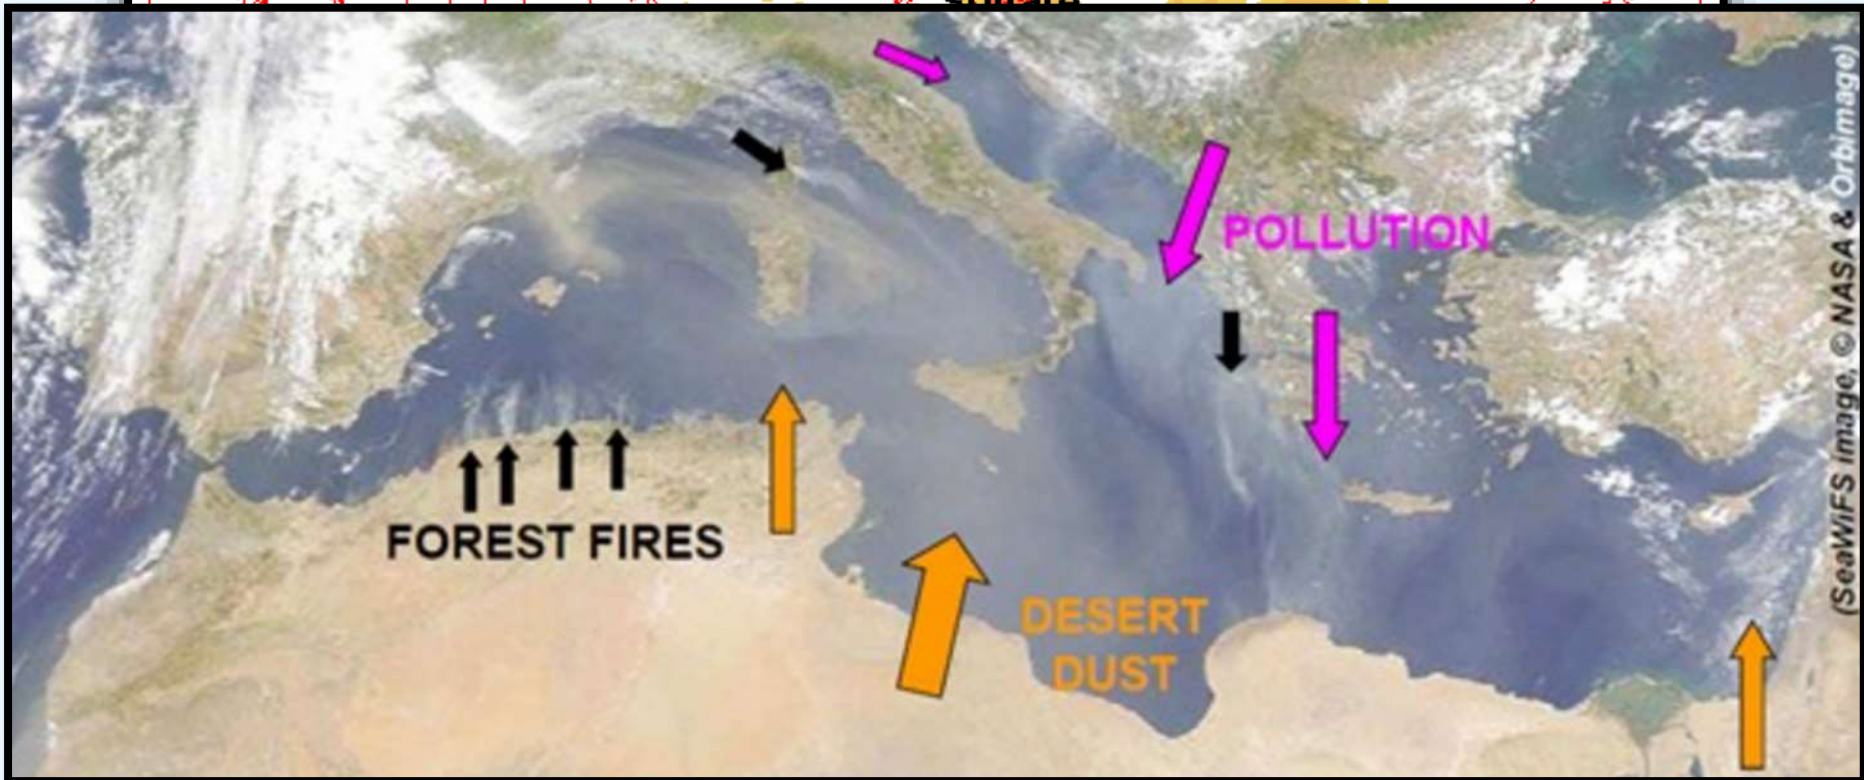 POLLUTION
FOREST FIRES
DESERT
DUST
(SeaWiFS image, © NASA & Orbimage)